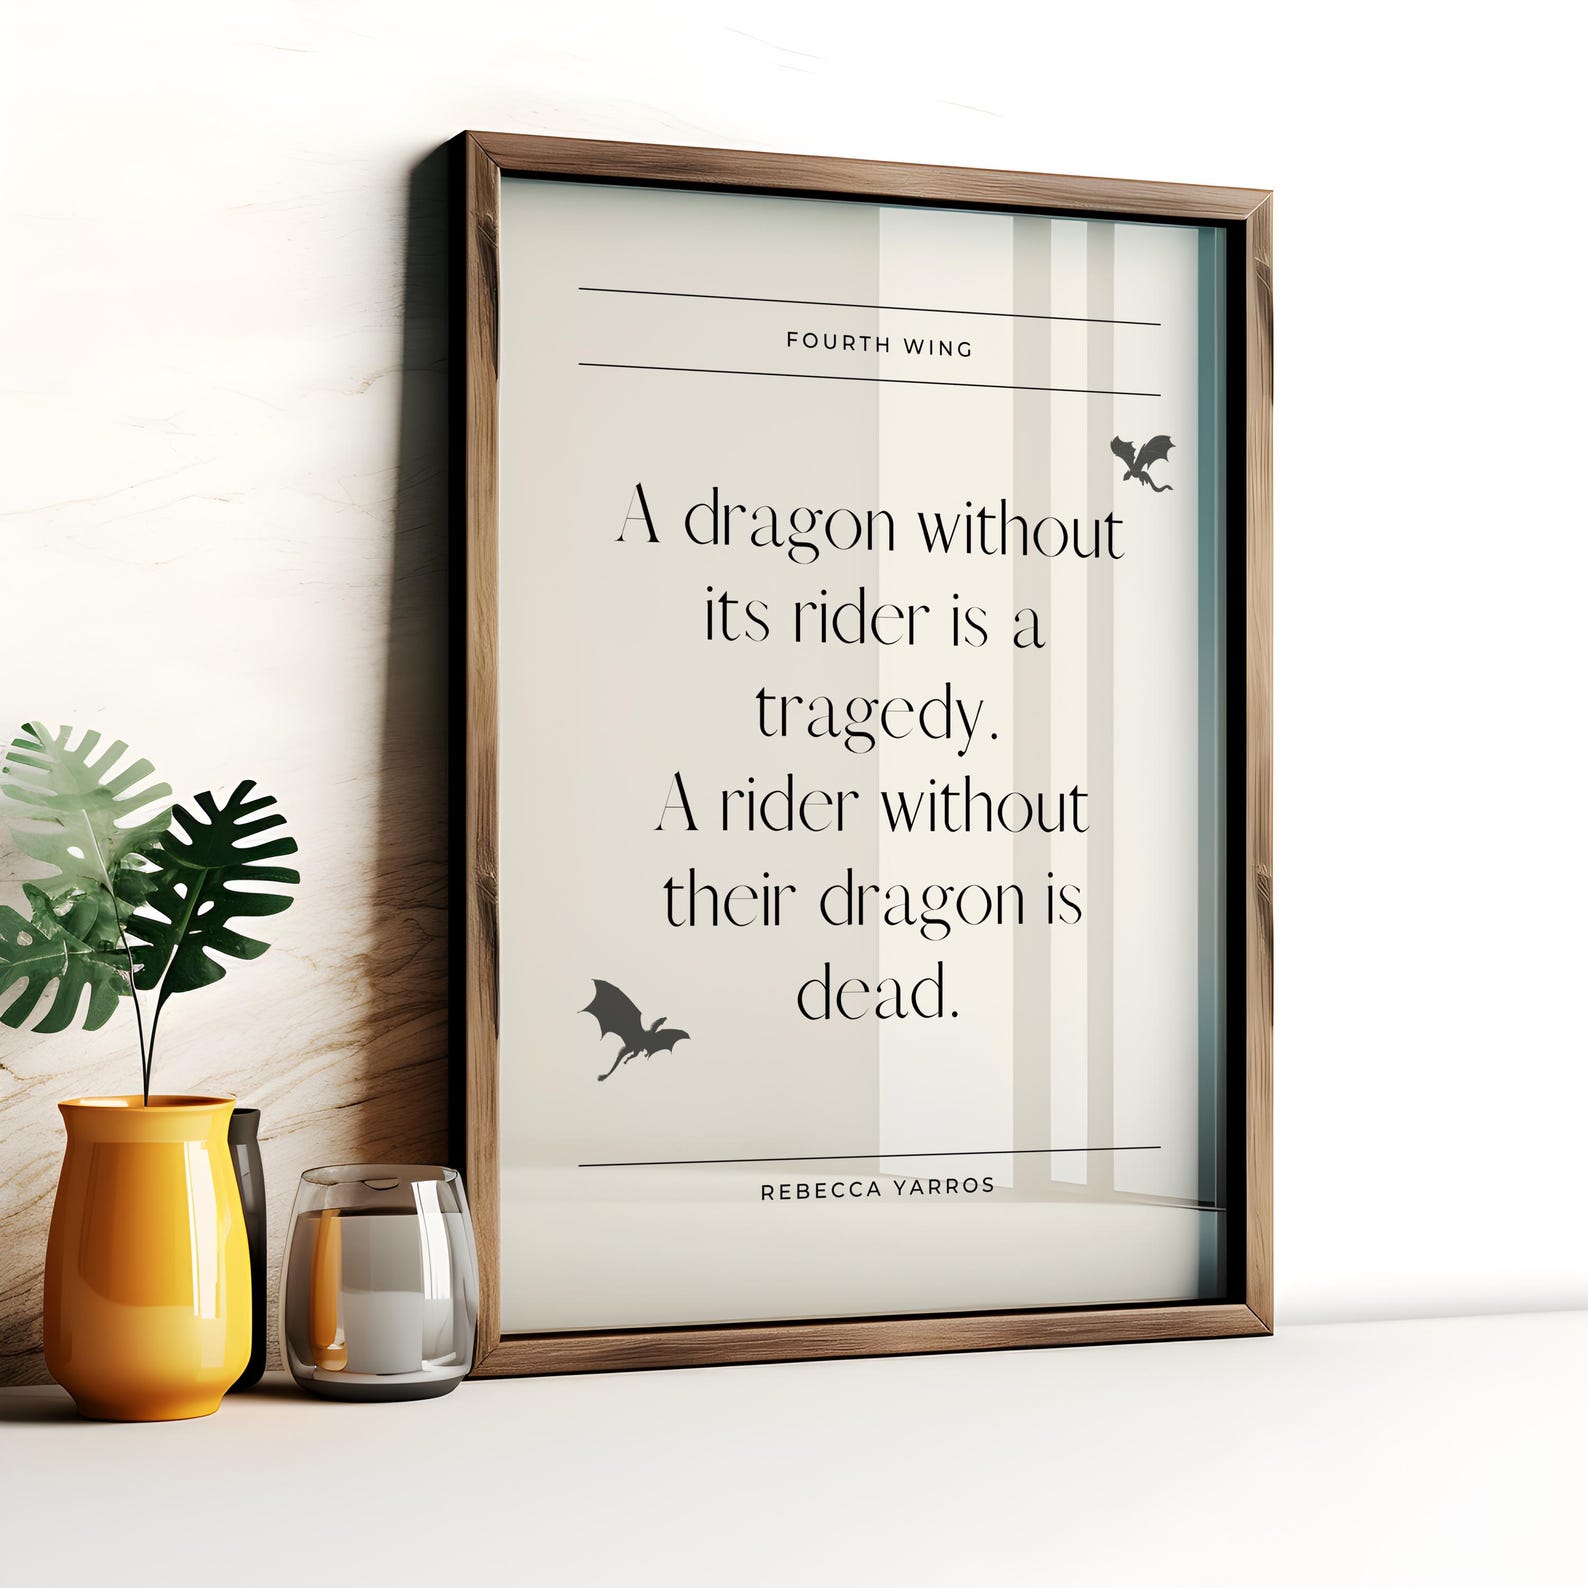 FOURTH WING
A dragon without
its rider is a
tragedy.
A rider without
their dragon is
dead.
REBECCA YARROS